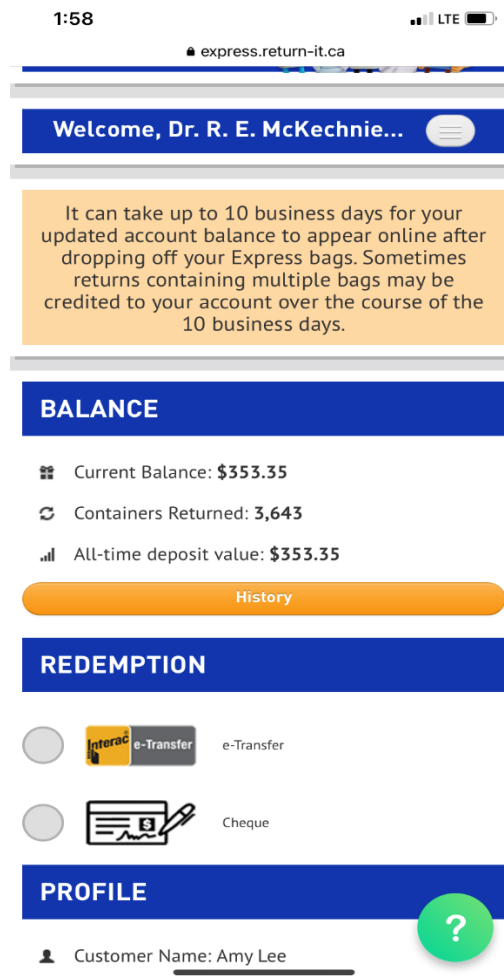 1:58
LTE
express.return-it.ca
Welcome, Dr. R. E. McKechnie...
It can take up to 10 business days for your
updated account balance to appear online after
dropping off your Express bags. Sometimes
returns containing multiple bags may be
credited to your account over the course of the
10 business days.
BALANCE
Current Balance: $353.35
Containers Returned: 3,643
All-time deposit value: $353.35
History
REDEMPTION
Interac e-Transfer e-Transfer
$ Cheque
PROFILE
?
Customer Name: Amy Lee